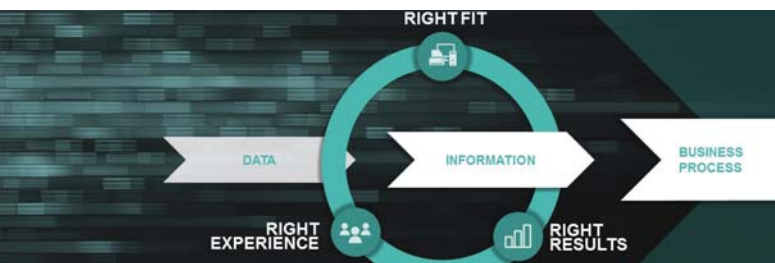 RIGHT FIT
DATA
INFORMATION
BUSINESS
PROCESS
RIGHT
EXPERIENCE
RIGHT
RESULTS